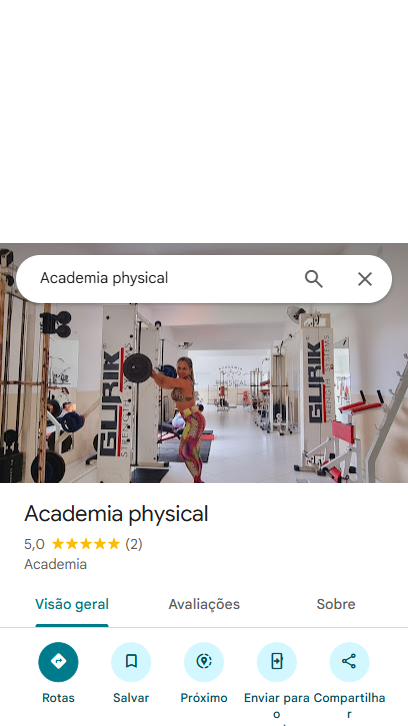 Academia physical
GURIK
GURIK
Academia physical
5,0 ★★★★★ (2)
Academia
Visão geral Avaliações Sobre
Rotas Salvar Próximo Enviar para o Compartilhar